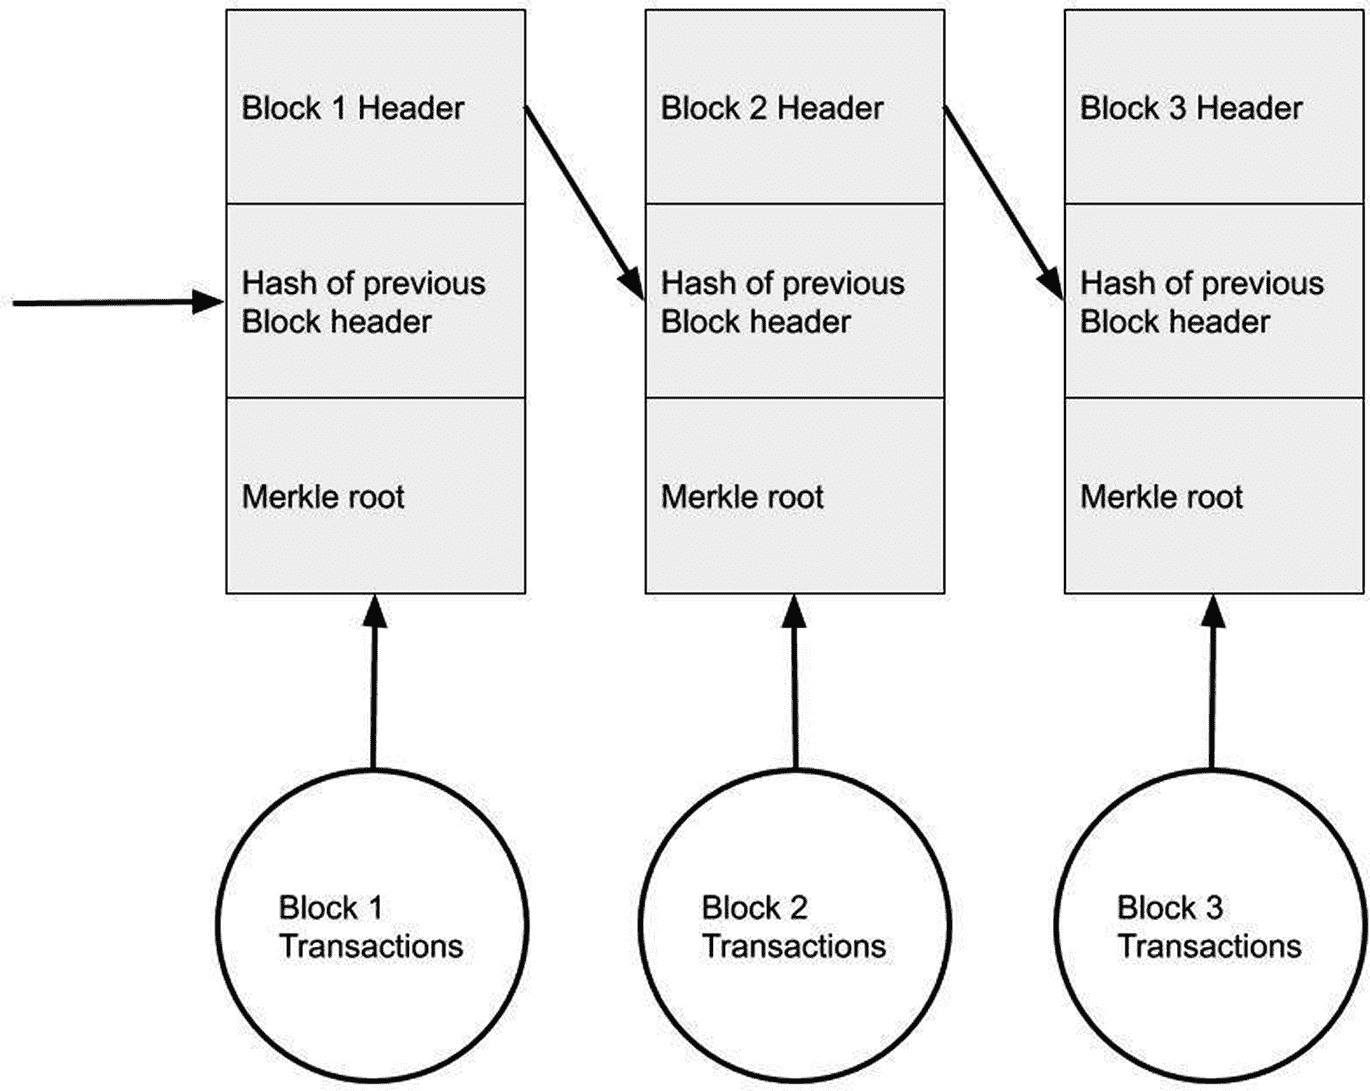 Block 1 Header
Hash of previous
Block header
Merkle root
Block 1
Transactions
Block 2 Header
Hash of previous
Block header
Merkle root
Block 2
Transactions
Block 3 Header
Hash of previous
Block header
Merkle root
Block 3
Transactions